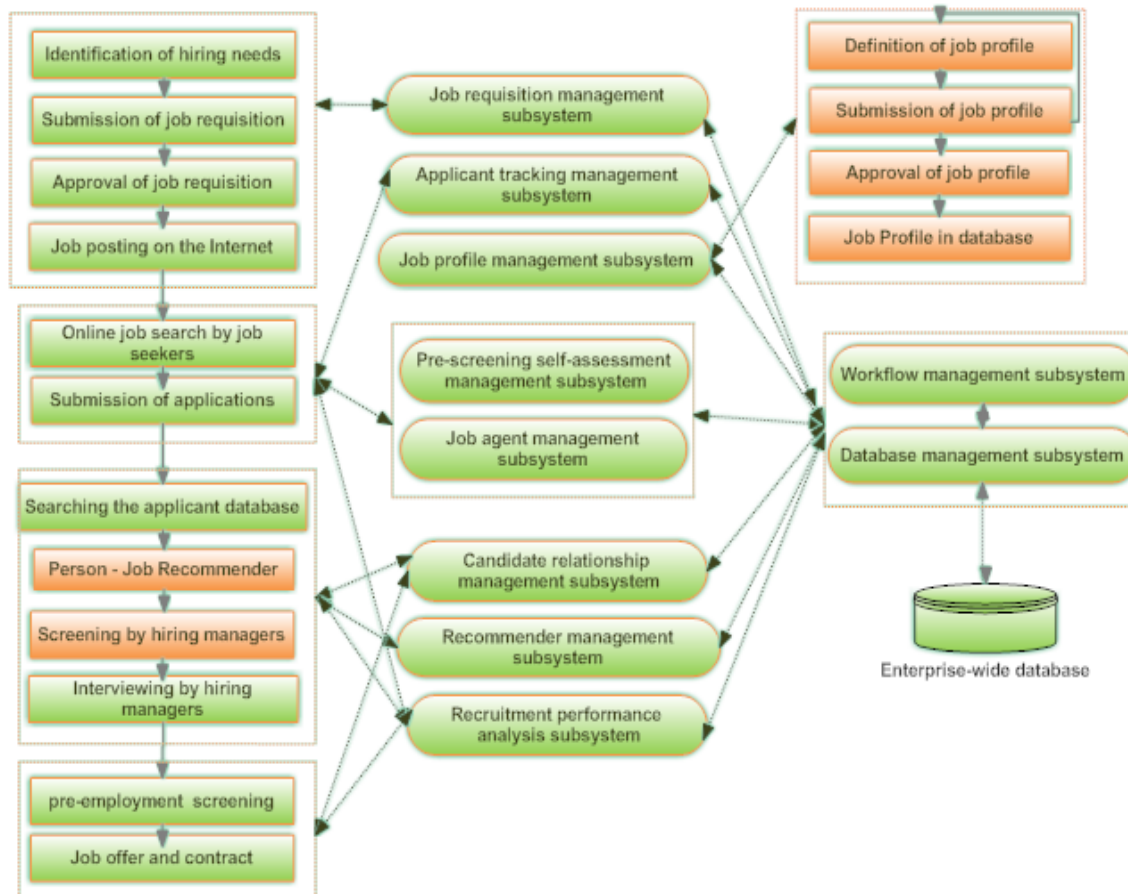 Identification of hiring needs
Submission of job requisition
Approval of job requisition
Job posting on the Internet
Online job search by job
seekers
Submission of applications
Searching the applicant database
Person - Job Recommender
Screening by hiring managers
Interviewing by hiring
managers
pre-employment screening
Job offer and contract
Job requisition management
subsystem
Applicant tracking management
subsystem
Job profile management subsystem
Pre-screening self-assessment
management subsystem
Job agent management
subsystem
Candidate relationship
management subsystem
Recommender management
subsystem
Recruitment performance
analysis subsystem
Definition of job profile
Submission of job profile
Approval of job profile
Job Profile in database
Workflow management subsystem
Database management subsystem
Enterprise-wide database